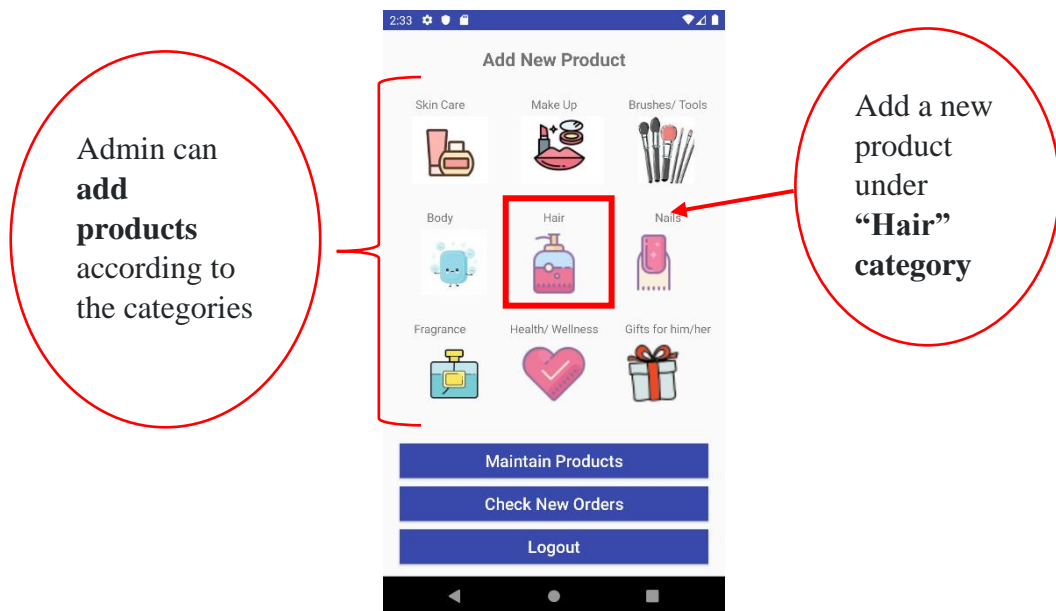 2:33
Add New Product
Skin Care Make Up Brushes/ Tools
Body Hair Nails
Fragrance Health/ Wellness Gifts for him/her
Maintain Products
Check New Orders
Logout
Admin can
add
products
according to
the categories
Add a new
product
under
“Hair”
category